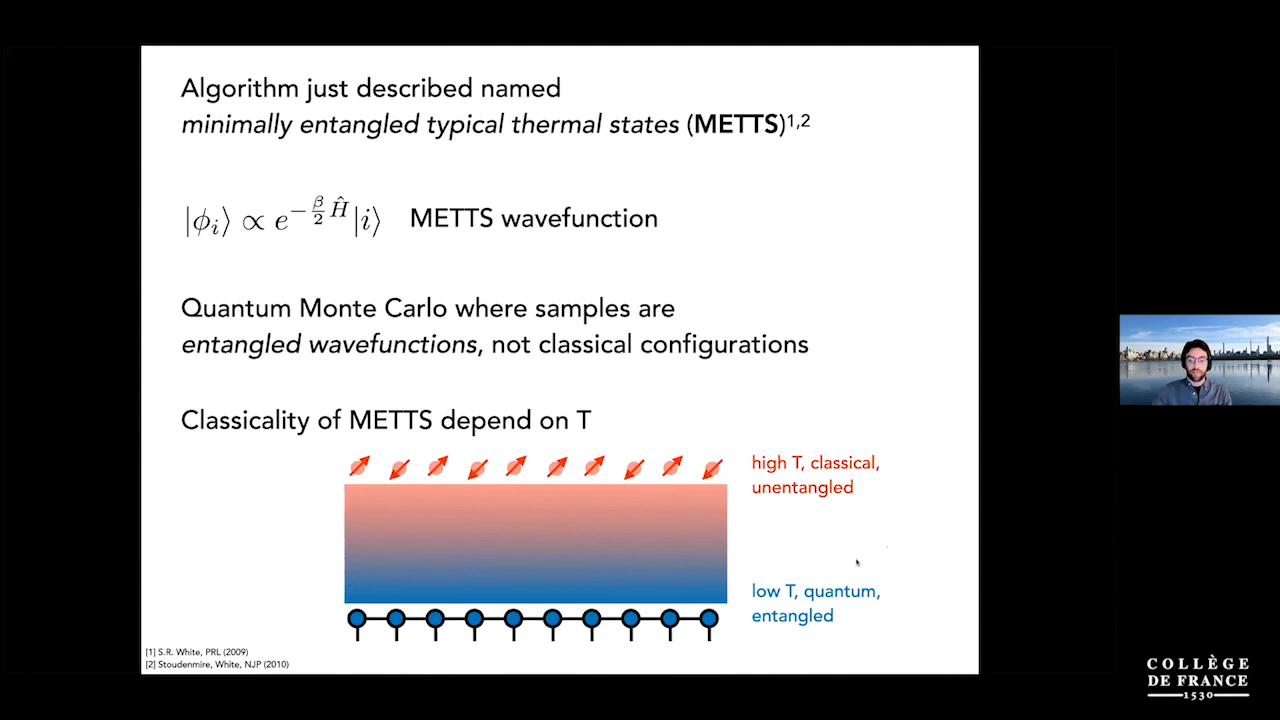 Algorithm just described named
minimally entangled typical thermal states (METTS)¹,²
|ϕᵢ⟩ ∝ e^{-\frac{β}{2}Ĥ}|i⟩ METTS wavefunction
Quantum Monte Carlo where samples are
entangled wavefunctions, not classical configurations
Classicality of METTS depend on T
high T, classical,
unentangled
low T, quantum,
entangled
[1] S.R. White, PRL (2009)
[2] Stoudenmire, White, NJP (2010)
COLLÈGE
DE FRANCE
1530